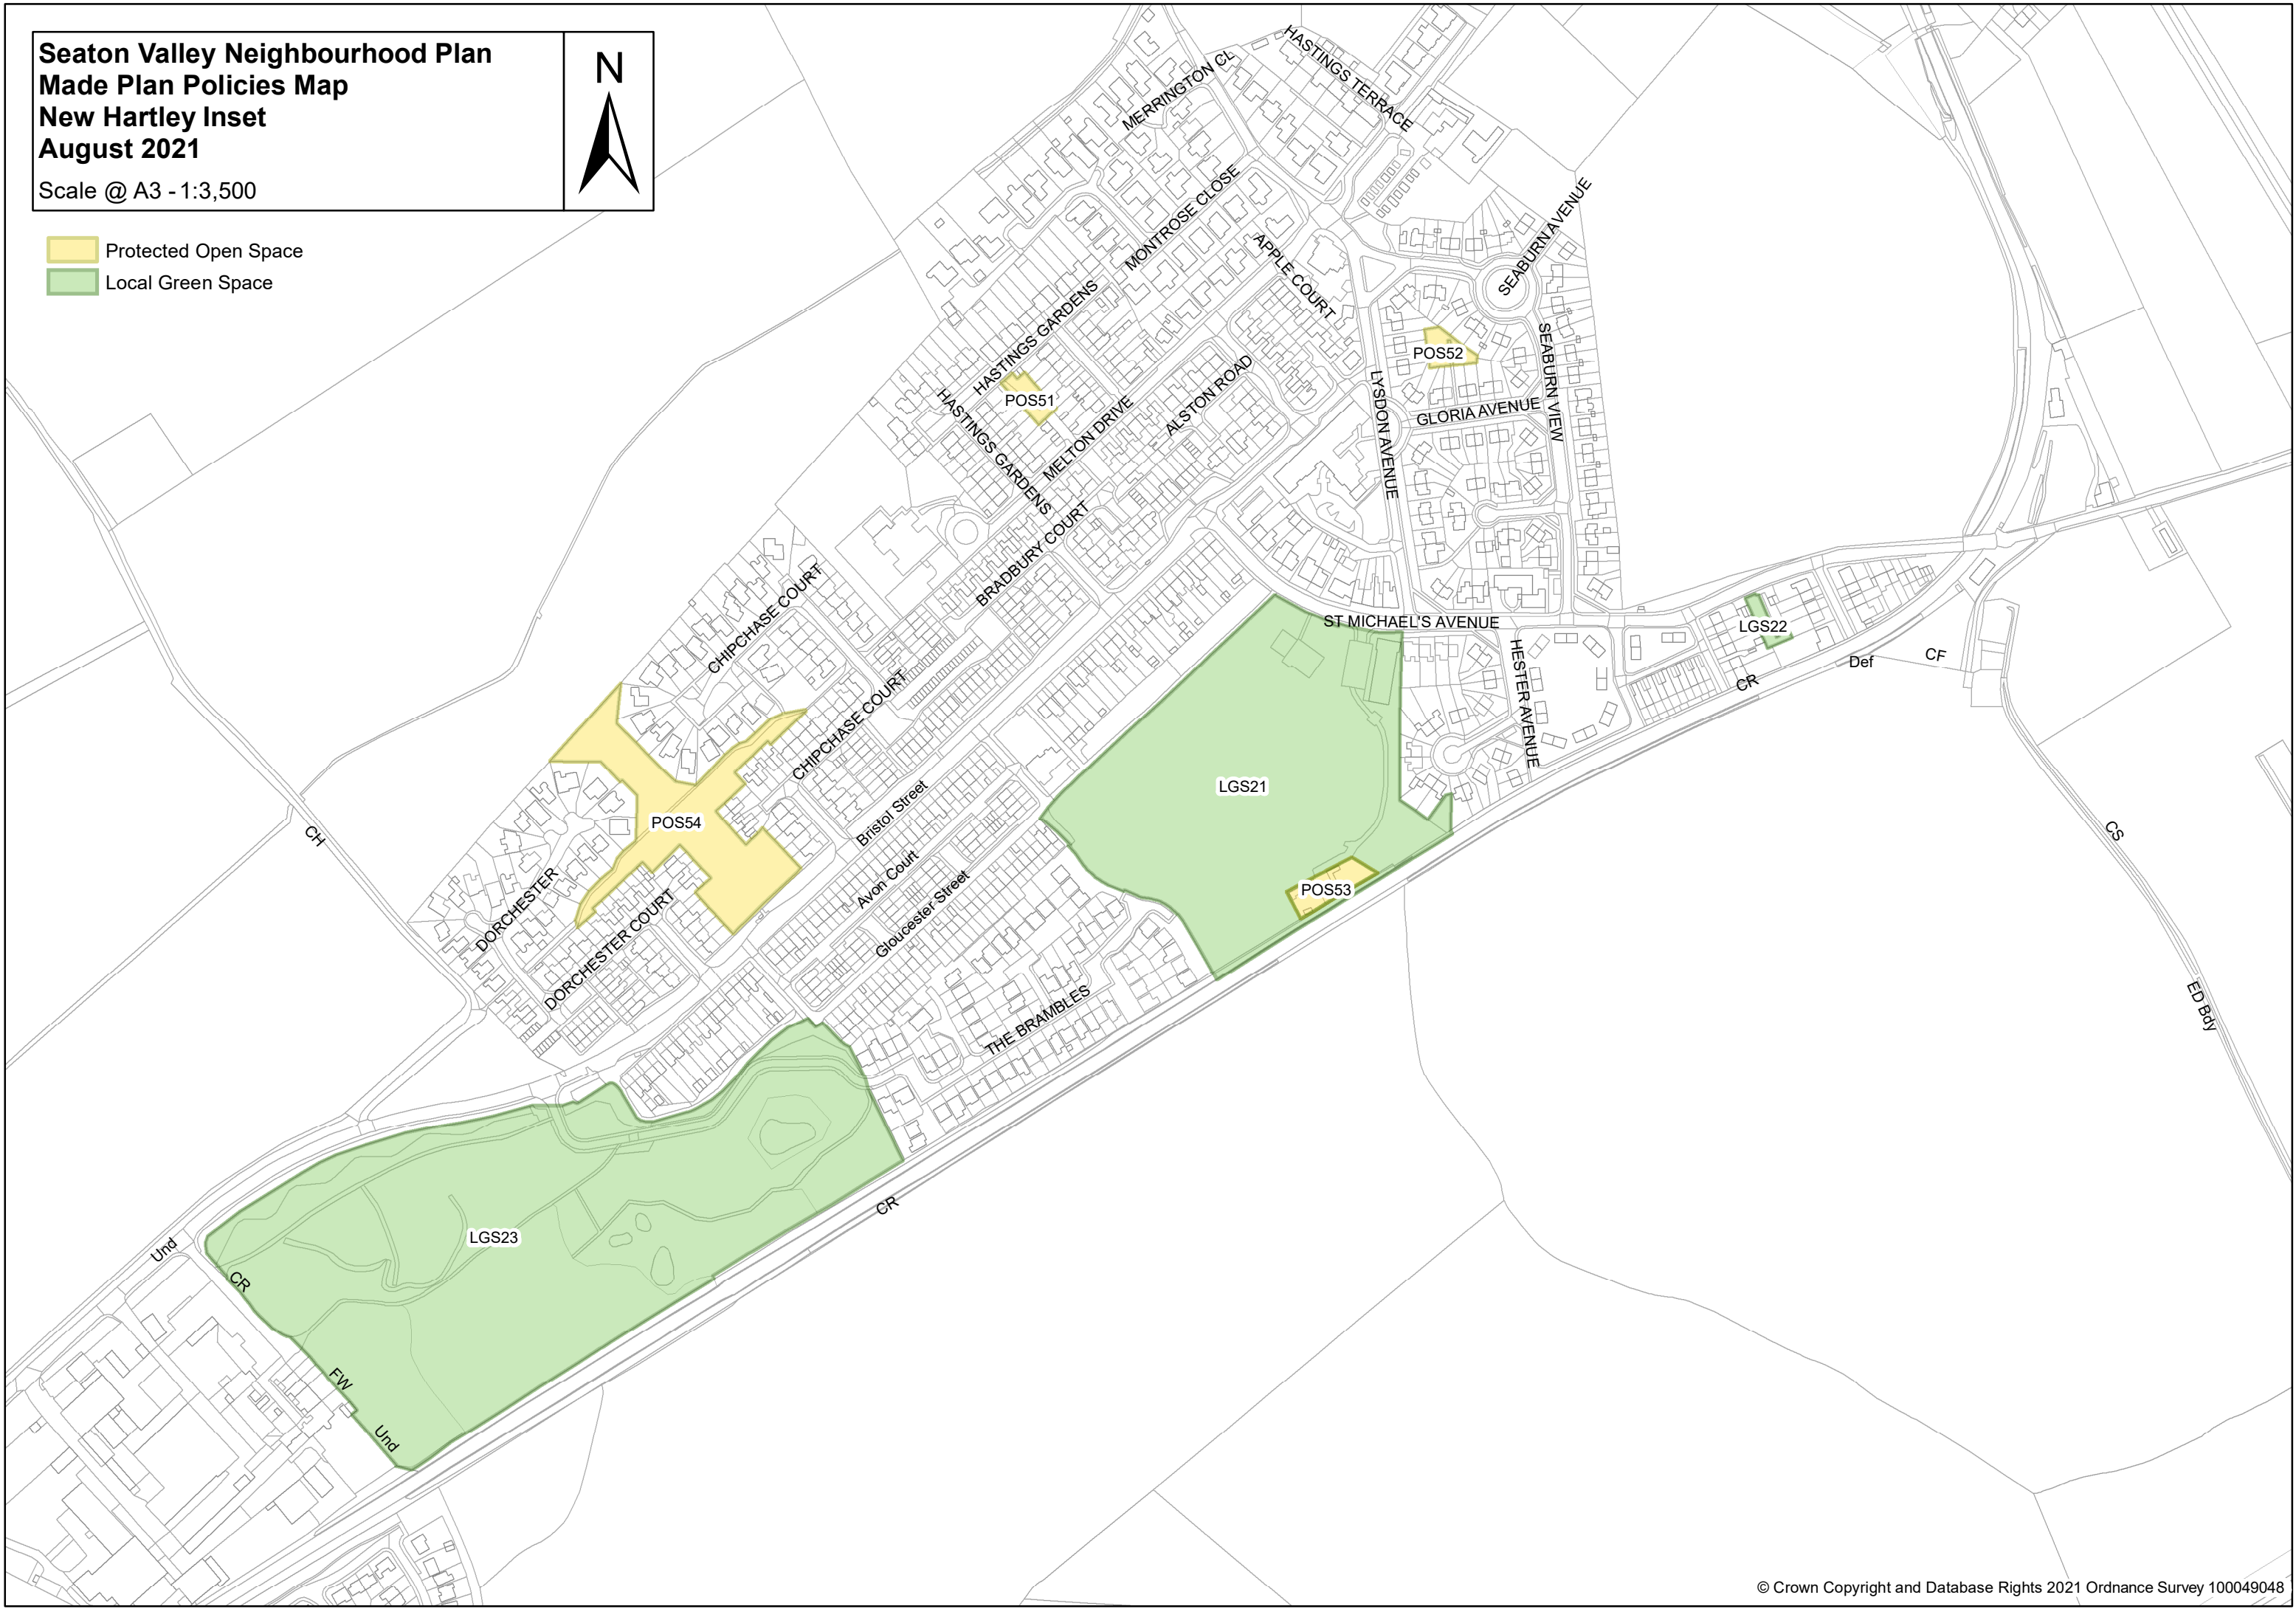 Seaton Valley Neighbourhood Plan
Made Plan Policies Map
New Hartley Inset
August 2021
Scale @ A3 - 1:3,500
N
Protected Open Space
Local Green Space
HASTINGS TERRACE
MERRINGTON CL
MONTROSE CLOSE
SEABURN AVENUE
APPLE COURT
SEABURN AVENUE
HASTINGS GARDENS
POS52
SEABURN VIEW
POS51
HASTINGS GARDENS
LYSDON AVENUE
ALSTON ROAD
GLORIA AVENUE
MELTON DRIVE
BRADBURY COURT
CHIPCHASE COURT
ST MICHAEL'S AVENUE
LGS22
HESTER AVENUE
Def
CF
CR
CHIPCHASE COURT
LGS21
POS54
Bristol Street
CH
CS
Avon Court
POS53
Gloucester Street
DORCHESTER
DORCHESTER COURT
ED Bdy
THE BRAMBLES
CR
LGS23
Und
CR
FW
Und
© Crown Copyright and Database Rights 2021 Ordnance Survey 100049048